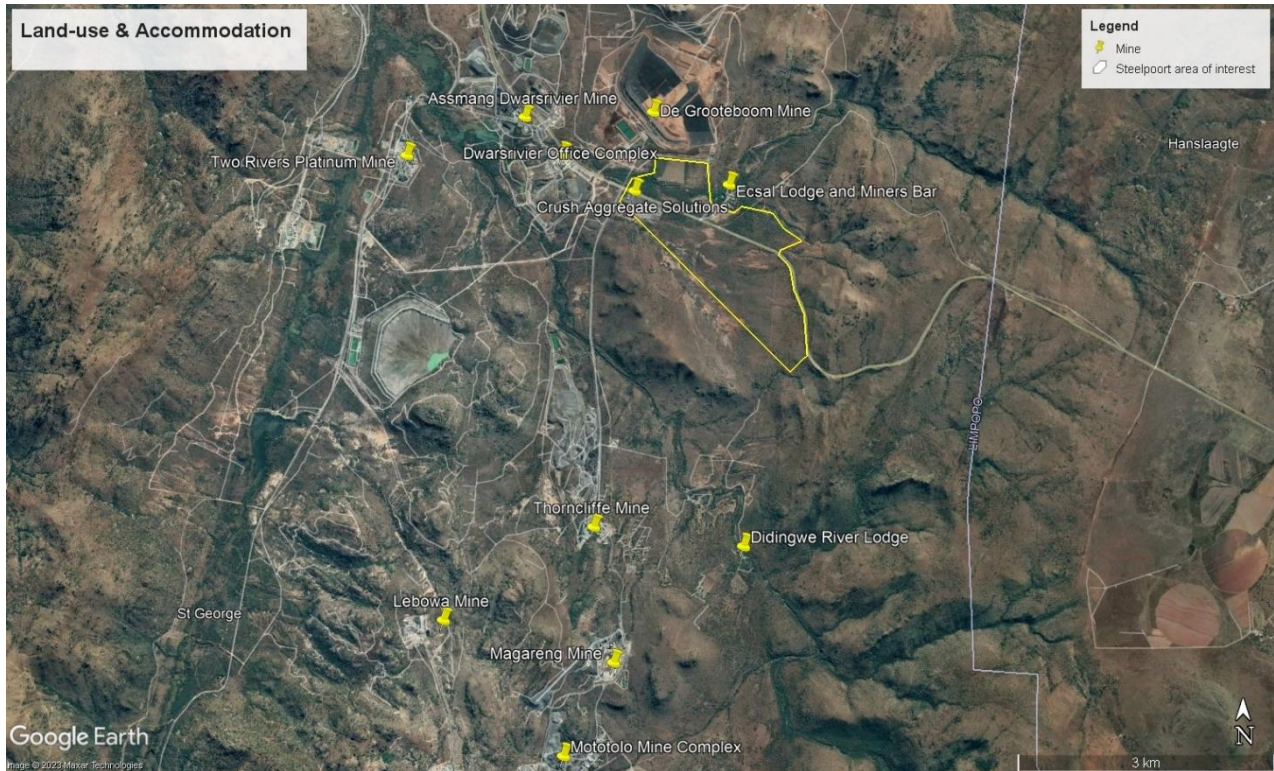 Land-use & Accommodation
Legend
Mine
Steelpoort area of interest
Assmang Dwarsrivier Mine
De Grooteboom Mine
Hanslaagte
Two Rivers Platinum Mine
Dwarsrivier Office Complex
Ecsal Lodge and Miners Bar
Crush Aggregate Solutions
LIMPOPO
Thorncliffe Mine
Didingwe River Lodge
Lebowa Mine
St George
Magareng Mine
Mototolo Mine Complex
Google Earth
Image © 2023 Maxar Technologies
N
3 km